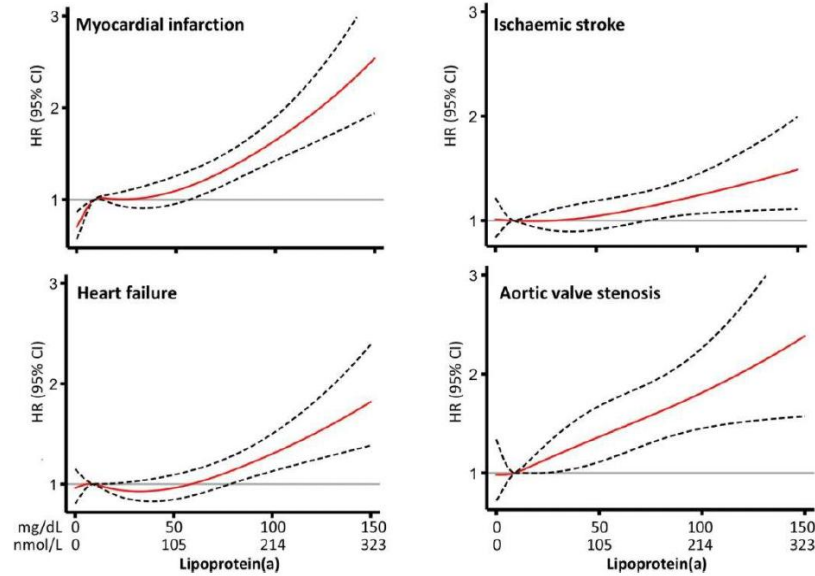 Myocardial infarction
HR (95% CI)
3
2
1
Ischaemic stroke
HR (95% CI)
3
2
1
Heart failure
HR (95% CI)
3
2
1
Aortic valve stenosis
HR (95% CI)
3
2
1
mg/dL 0 50 100 150
nmol/L 0 105 214 323
Lipoprotein(a)
0 50 100 150
0 105 214 323
Lipoprotein(a)